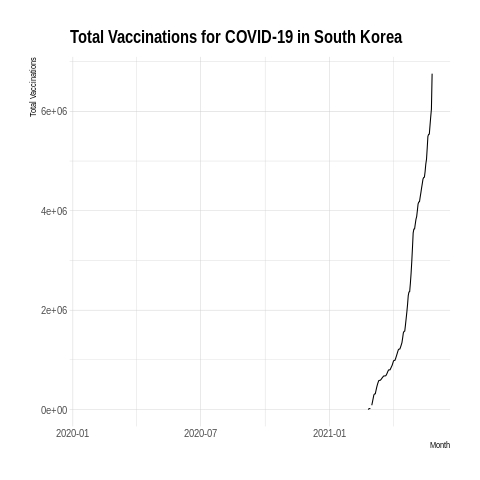 Total Vaccinations for COVID-19 in South Korea
Total Vaccinations
6e+06
4e+06
2e+06
0e+00
2020-01 2020-07 2021-01
Month